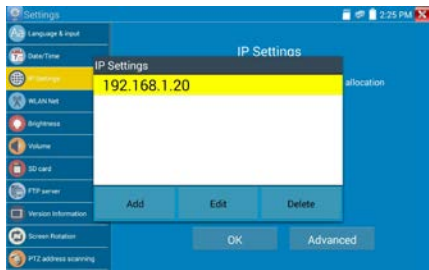 Settings
2:25 PM
Language & input
Date/Time
IP Settings
IP Settings
IP Settings
192.168.1.20
allocation
WLAN Net
Brightness
Volume
SD card
FTP server
Version Information
Screen Rotation
PTZ address scanning
Add
Edit
Delete
OK
Advanced